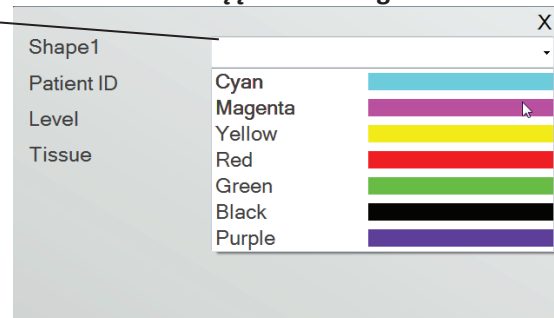 X
Shape1
Patient ID
Level
Tissue
Cyan
Magenta
Yellow
Red
Green
Black
Purple